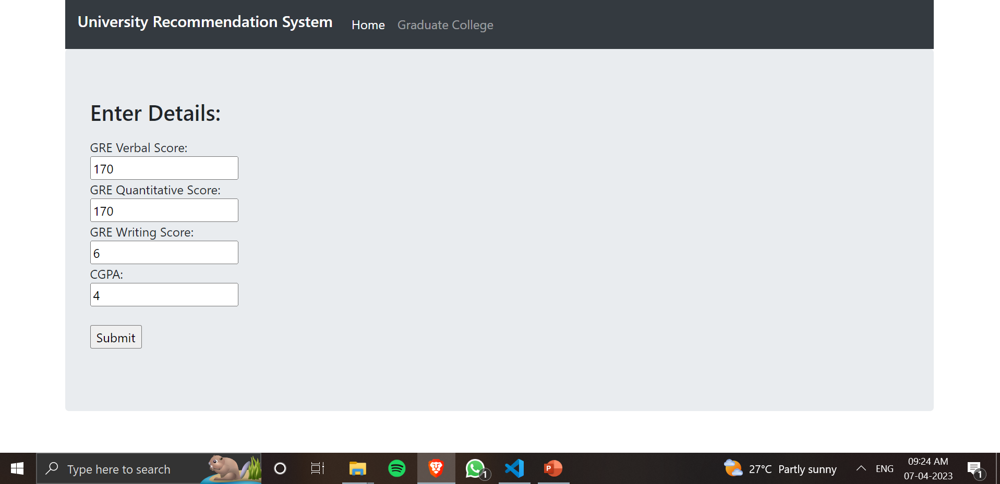 University Recommendation System Home Graduate College
Enter Details:
GRE Verbal Score:
170
GRE Quantitative Score:
170
GRE Writing Score:
6
CGPA:
4
Submit
Type here to search
1
P
27°C Partly sunny
ENG
09:24 AM
07-04-2023
1